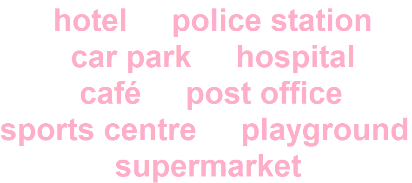 hotel police station
car park hospital
café post office
sports centre playground
supermarket